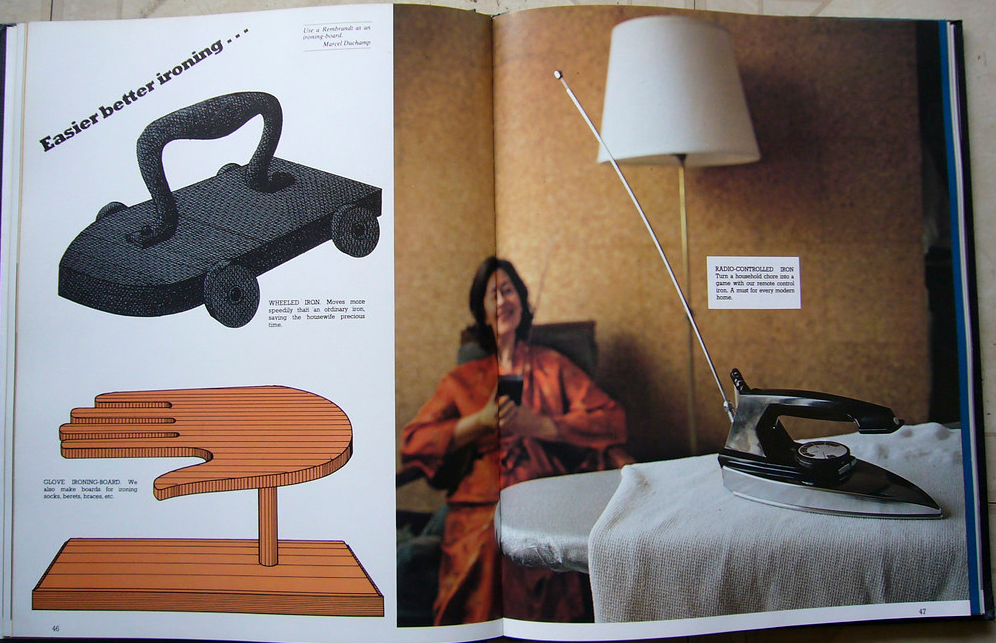 Easier better ironing . . .
Use a Rembrandt as an
ironing-board.
Marcel Duchamp
WHEELED IRON. Moves more
speedily than an ordinary iron,
saving the housewife precious
time.
GLOVE IRONING-BOARD. We
also make boards for ironing
socks, berets, braces, etc.
46
RADIO-CONTROLLED IRON
Turn a household chore into a
game with our remote control
iron. A must for every modern
home.
47